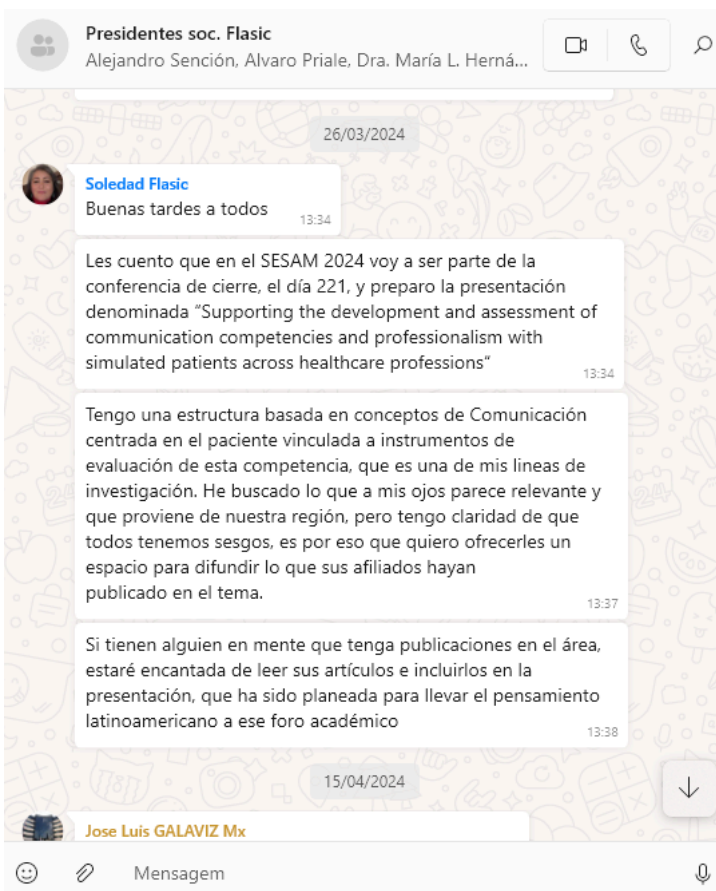 Presidentes soc. Flasic
Alejandro Sención, Alvaro Priale, Dra. María L. Herná...
26/03/2024
Soledad Flasic
Buenas tardes a todos
13:34
Les cuento que en el SESAM 2024 voy a ser parte de la
conferencia de cierre, el día 221, y preparo la presentación
denominada “Supporting the development and assessment of
communication competencies and professionalism with
simulated patients across healthcare professions“
13:34
Tengo una estructura basada en conceptos de Comunicación
centrada en el paciente vinculada a instrumentos de
evaluación de esta competencia, que es una de mis lineas de
investigación. He buscado lo que a mis ojos parece relevante y
que proviene de nuestra región, pero tengo claridad de que
todos tenemos sesgos, es por eso que quiero ofrecerles un
espacio para difundir lo que sus afiliados hayan
publicado en el tema.
13:37
Si tienen alguien en mente que tenga publicaciones en el área,
estaré encantada de leer sus artículos e incluirlos en la
presentación, que ha sido planeada para llevar el pensamiento
latinoamericano a ese foro académico
13:38
15/04/2024
Jose Luis GALAVIZ Mx
Mensagem